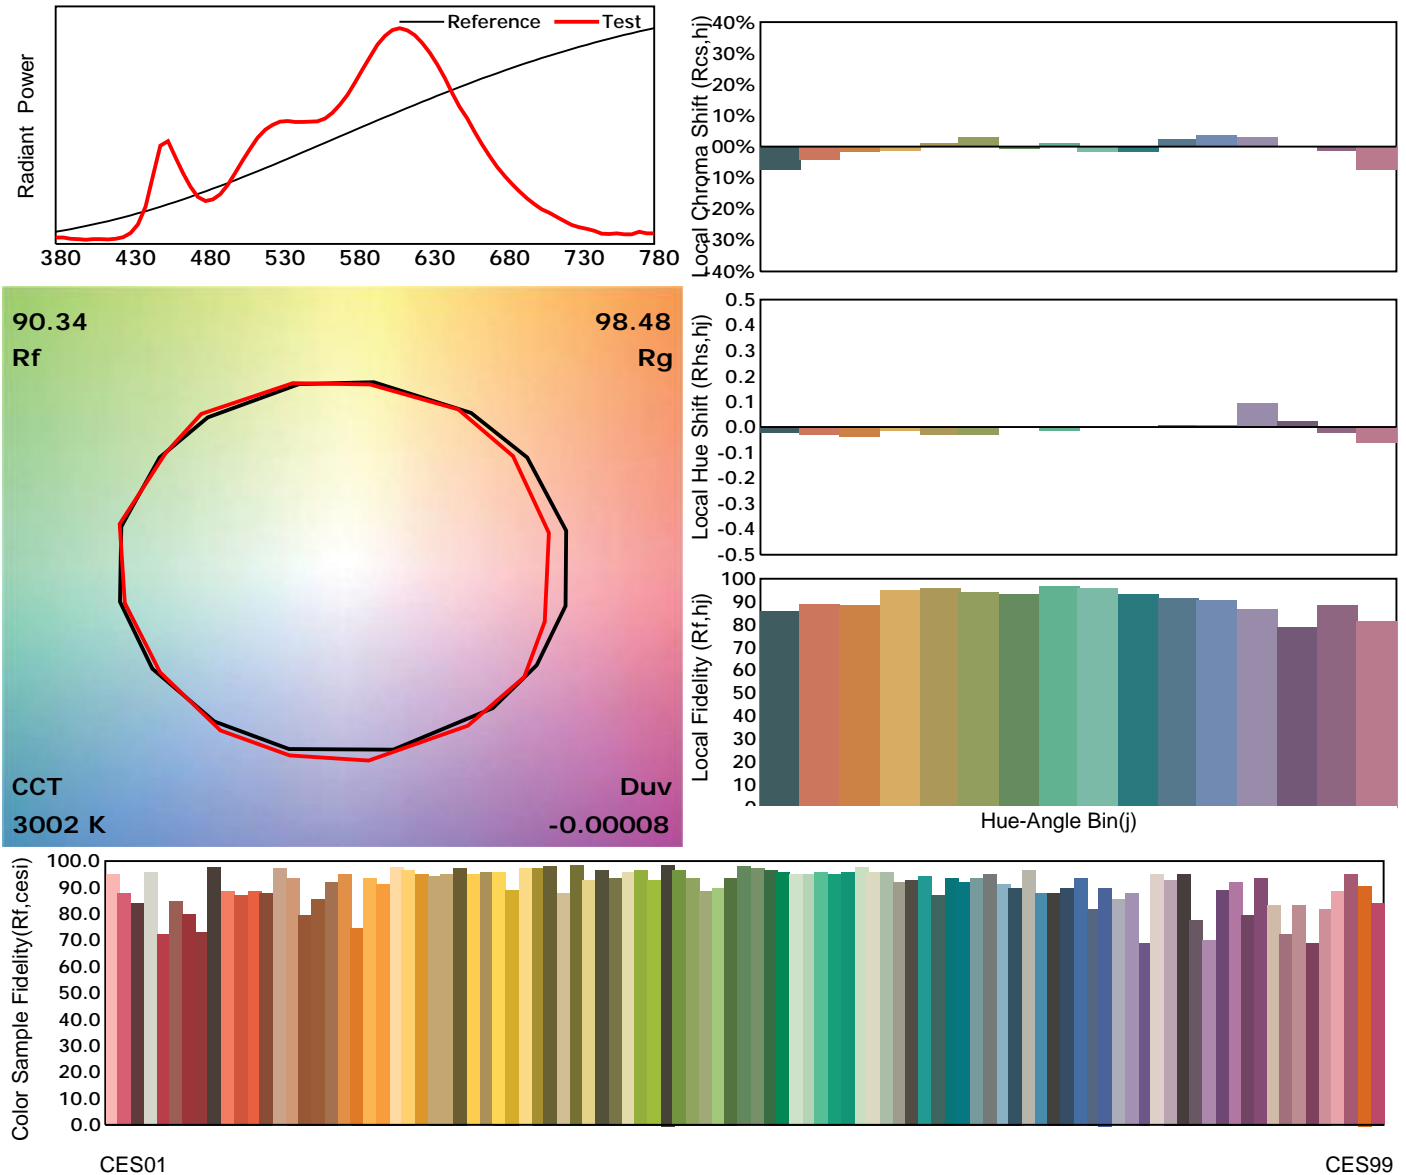 Reference
Test
Radiant Power
380 430 480 530 580 630 680 730 780
90.34
Rf
98.48
Rg
CCT
3002 K
Duv
-0.00008
Local Chroma Shift (Rcs,hj)
40%
30%
20%
10%
00%
-10%
-20%
-30%
-40%
Local Hue Shift (Rhs,hj)
0.5
0.4
0.3
0.2
0.1
0.0
-0.1
-0.2
-0.3
-0.4
-0.5
Local Fidelity (Rf,hj)
100
90
80
70
60
50
40
30
20
10
0
Hue-Angle Bin(j)
Color Sample Fidelity(Rf,cesi)
100.0
90.0
80.0
70.0
60.0
50.0
40.0
30.0
20.0
10.0
0.0
CES01
CES99